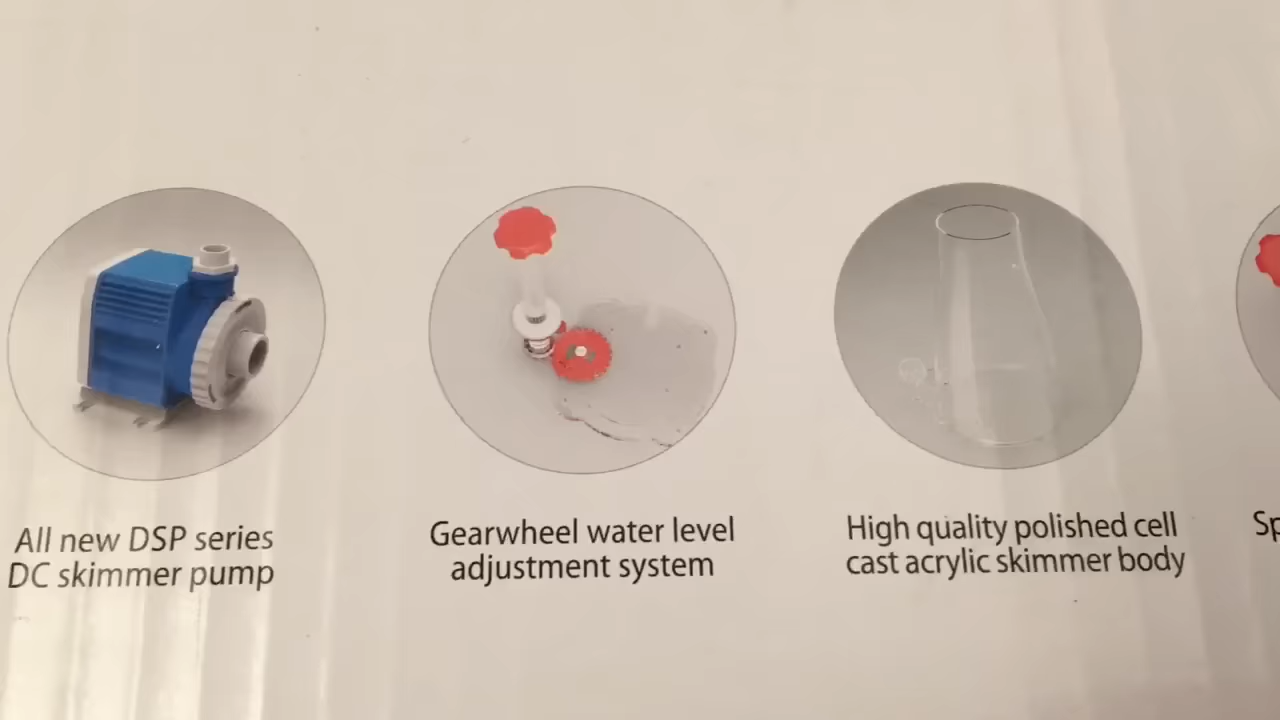 All new DSP series
DC skimmer pump
Gearwheel water level
adjustment system
High quality polished cell
cast acrylic skimmer body